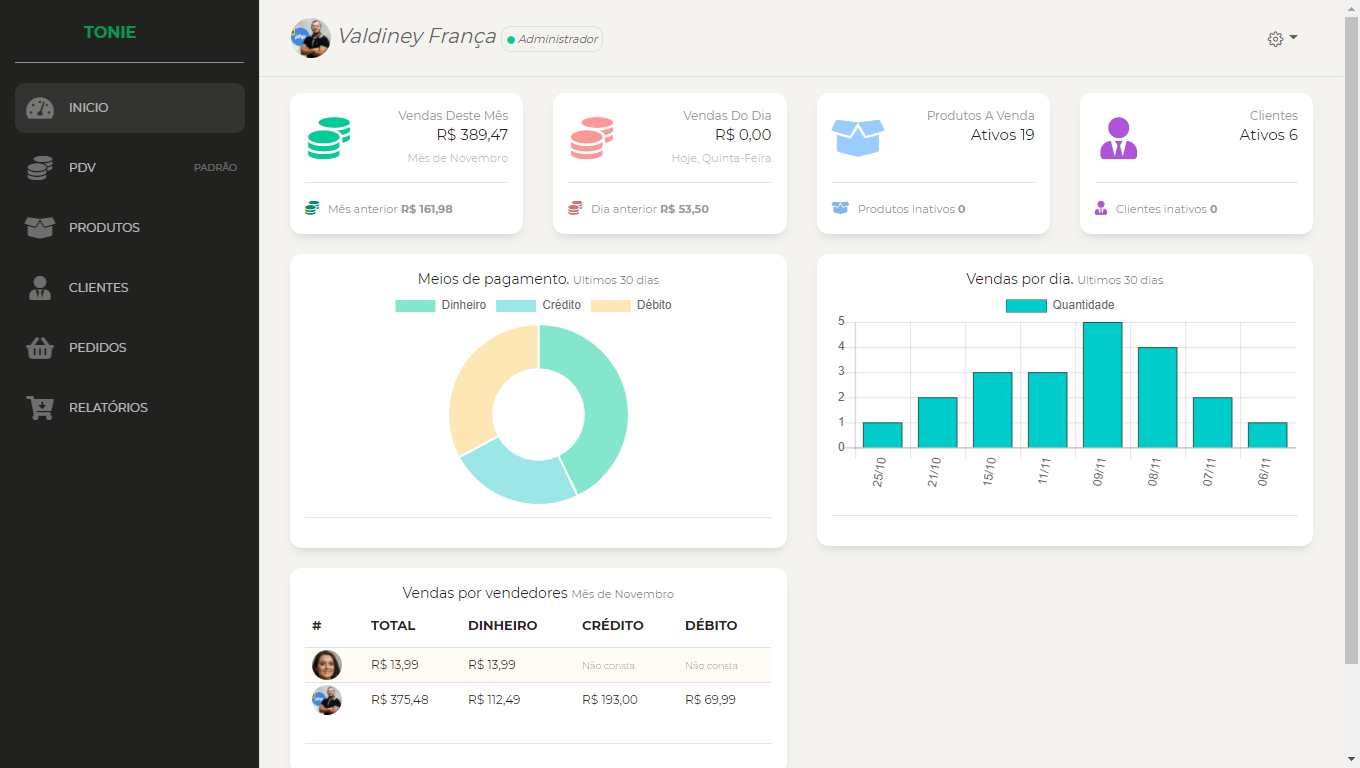 TONIE
INICIO
PDV PADRÃO
PRODUTOS
CLIENTES
PEDIDOS
RELATÓRIOS
Valdiney França Administrador
Vendas Deste Mês
R$ 389,47
Mês de Novembro
Mês anterior R$ 161,98
Vendas Do Dia
R$ 0,00
Hoje, Quinta-Feira
Dia anterior R$ 53,50
Produtos A Venda
Ativos 19
Produtos inativos 0
Clientes
Ativos 6
Clientes inativos 0
Meios de pagamento. Ultimos 30 dias
Dinheiro Crédito Débito
Vendas por dia. Ultimos 30 dias
Quantidade
5
4
3
2
1
0
25/10 21/10 15/10 11/11 09/11 08/11 07/11 06/11
Vendas por vendedores Mês de Novembro
# TOTAL DINHEIRO CRÉDITO DÉBITO
R$ 13,99 R$ 13,99 Não consta Não consta
R$ 375,48 R$ 112,49 R$ 193,00 R$ 69,99